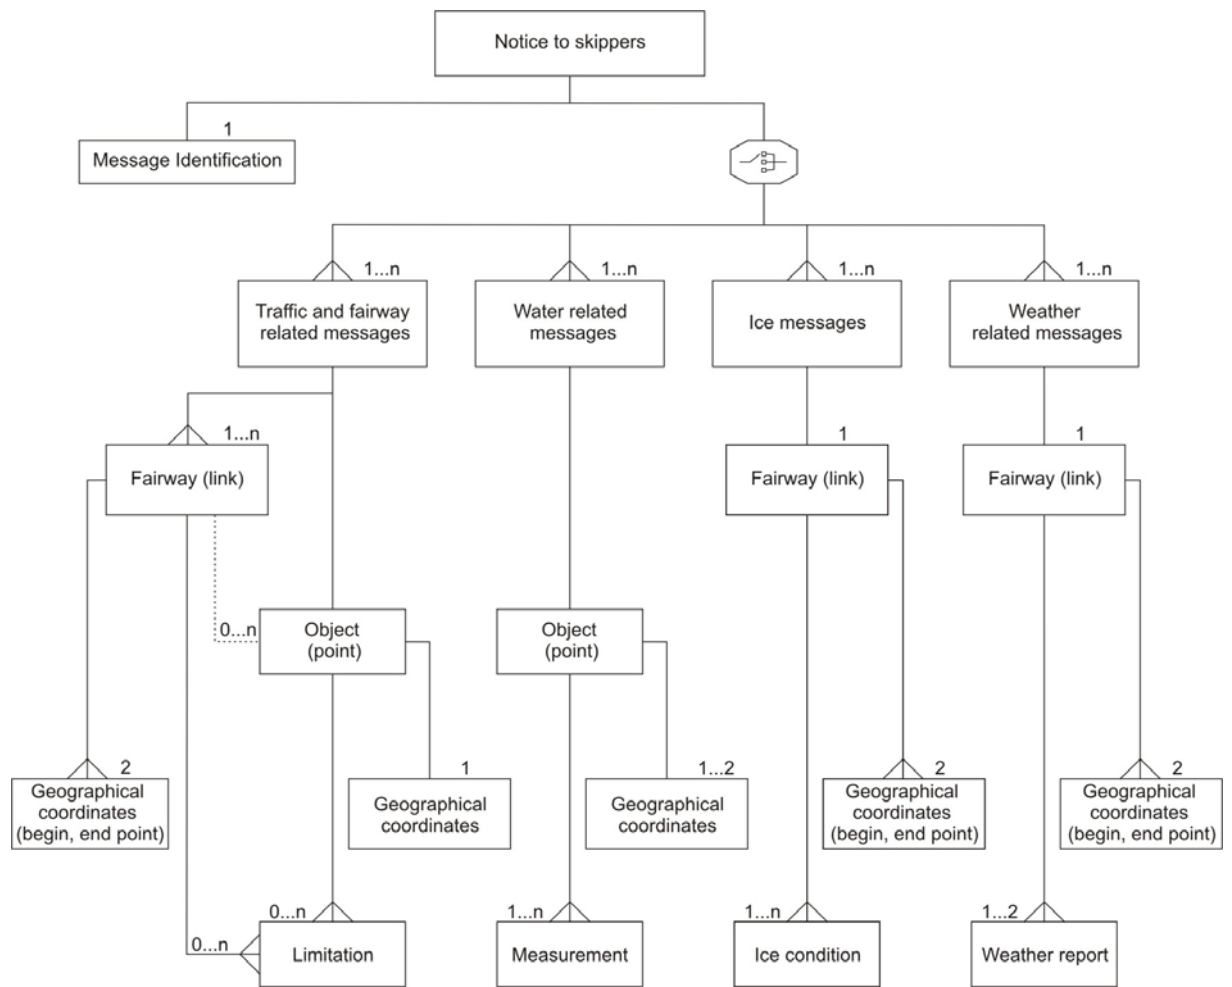 Notice to skippers
1
Message Identification
1...n
1...n
1...n
1...n
Traffic and fairway
related messages
Water related
messages
Ice messages
Weather
related messages
1...n
1
1
Fairway (link)
Fairway (link)
Fairway (link)
0...n
Object
(point)
Object
(point)
2
1
1...2
2
2
Geographical
coordinates
(begin, end point)
Geographical
coordinates
Geographical
coordinates
Geographical
coordinates
(begin, end point)
Geographical
coordinates
(begin, end point)
0...n
1...n
1...n
1...2
0...n
Limitation
Measurement
Ice condition
Weather report